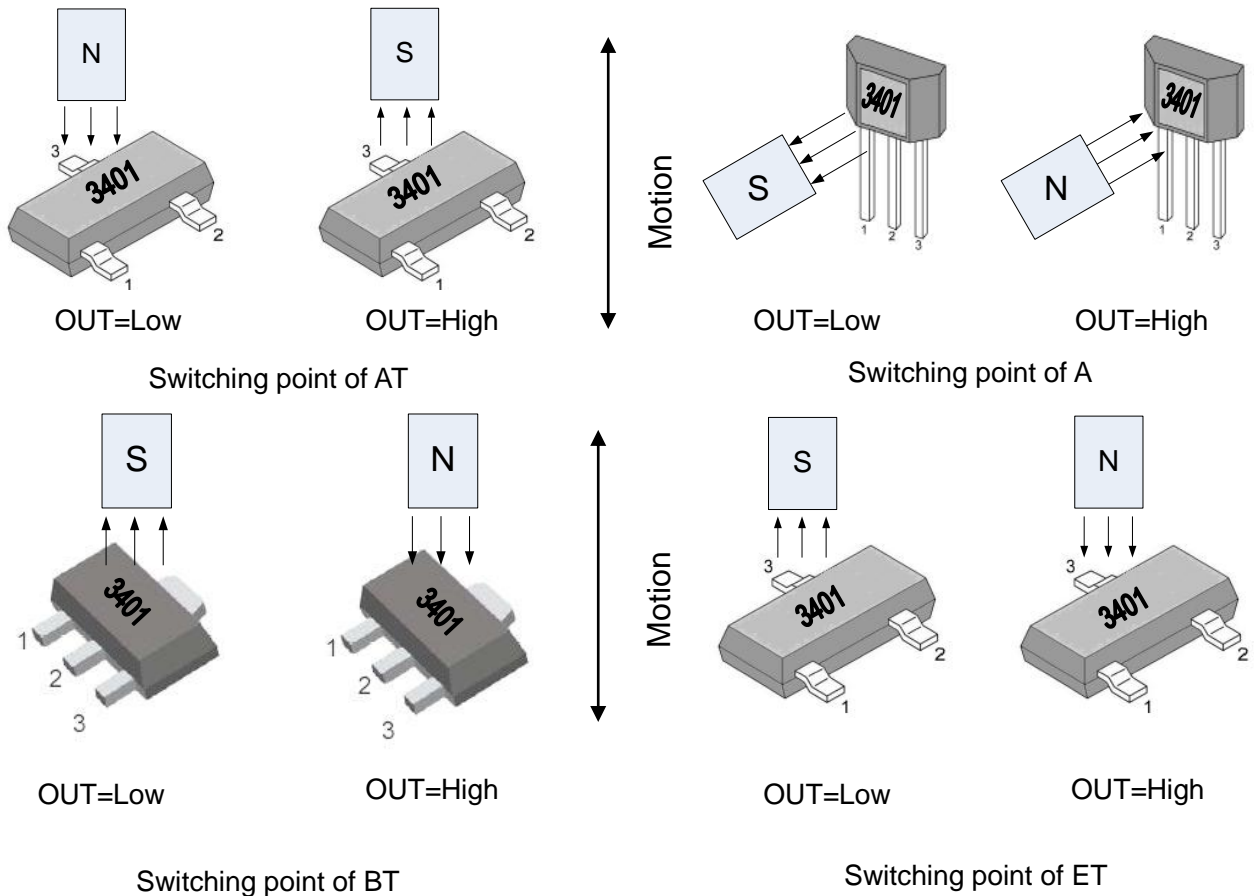 N
3
3401
2
1
OUT=Low
S
3
3401
2
1
OUT=High
Switching point of AT
Motion
3401
S
1 2 3
OUT=Low
3401
N
1 2 3
OUT=High
Switching point of A
S
3401
1
2
3
OUT=Low
N
3401
1
2
3
OUT=High
Switching point of BT
Motion
S
3
3401
2
1
OUT=Low
N
3
3401
2
1
OUT=High
Switching point of ET